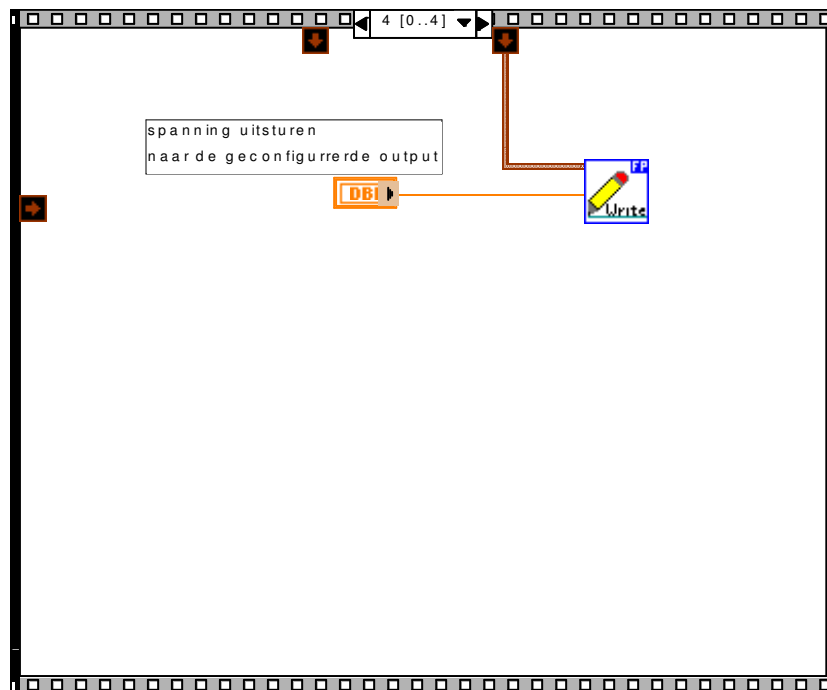 4 [0..4]
spanning uitsturen
naar de geconfigurrerde output
FP
DBL
Write